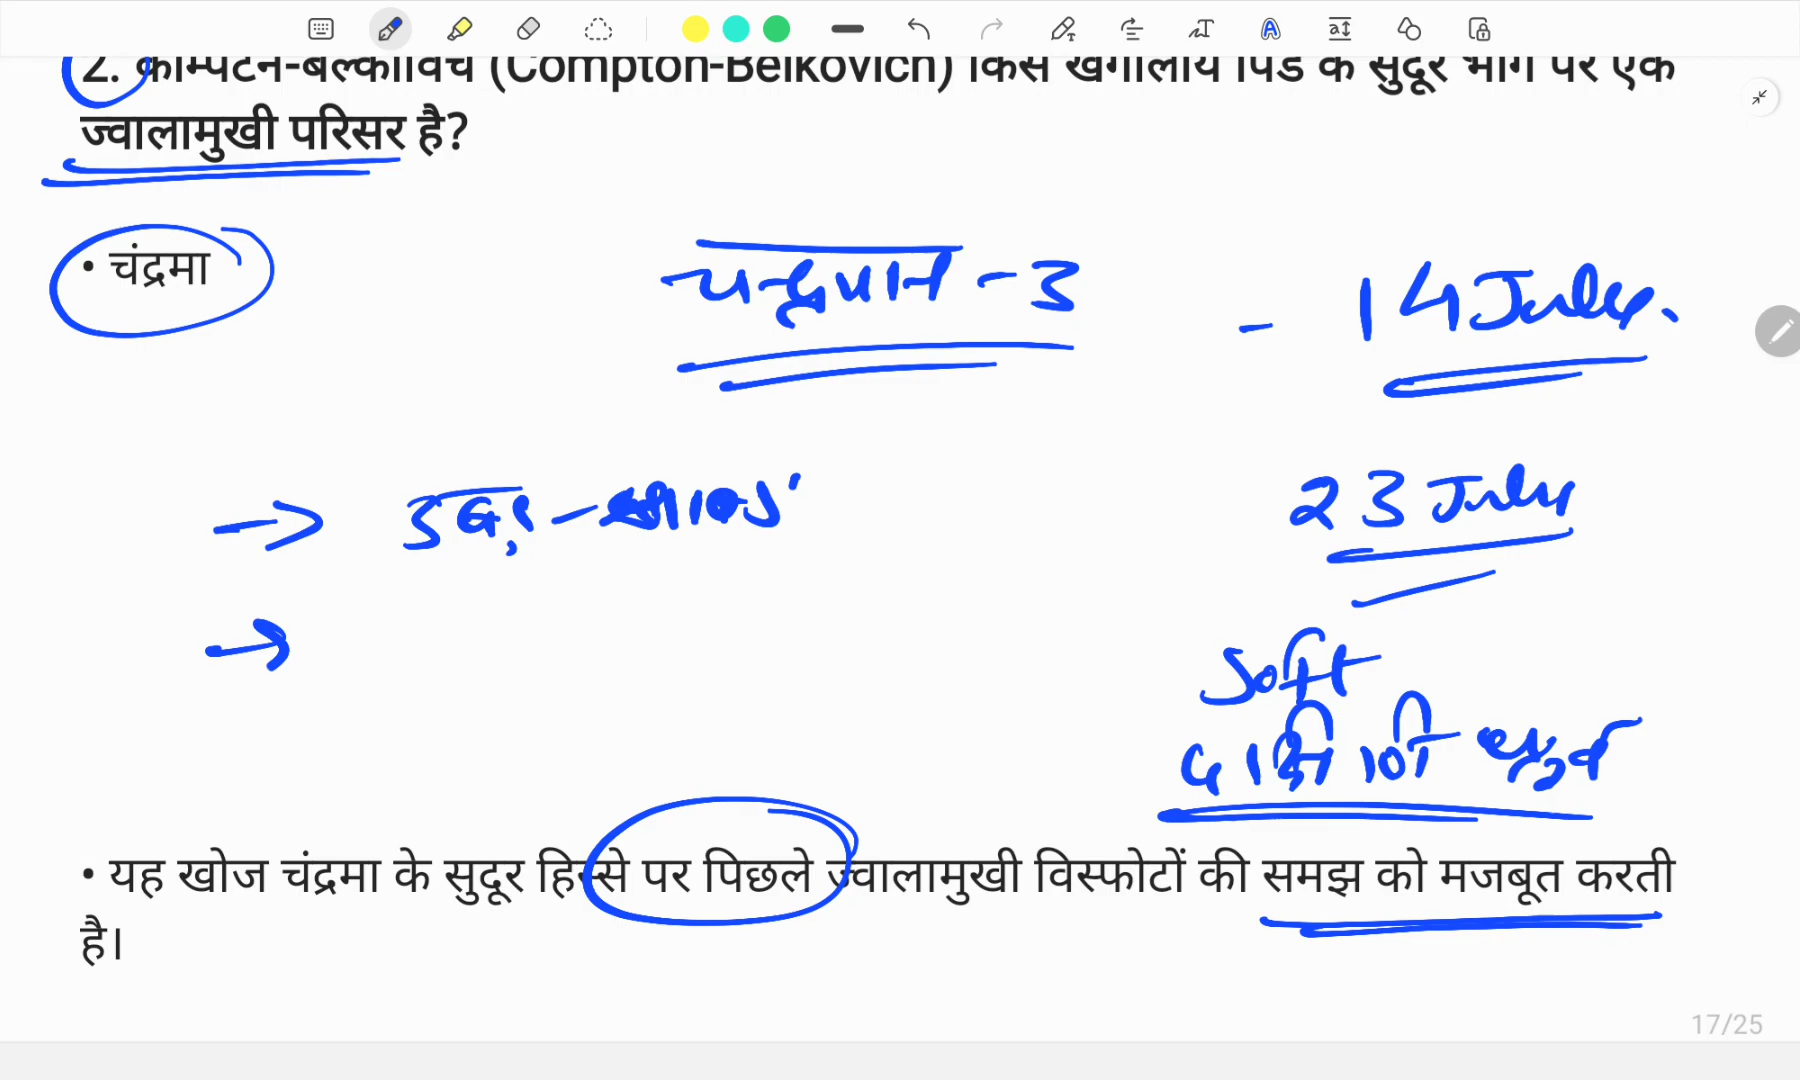 2. कॉम्पटन-बेल्कोविच (Compton-Belkovich) किस खगोलीय पिंड के सुदूर भाग पर एक
ज्वालामुखी परिसर है?
• चंद्रमा
चन्द्रयान - 3
- 14 July.
23 July
Soft
• यह खोज चंद्रमा के सुदूर हिस्से पर पिछले ज्वालामुखी विस्फोटों की समझ को मजबूत करती
है।
17/25